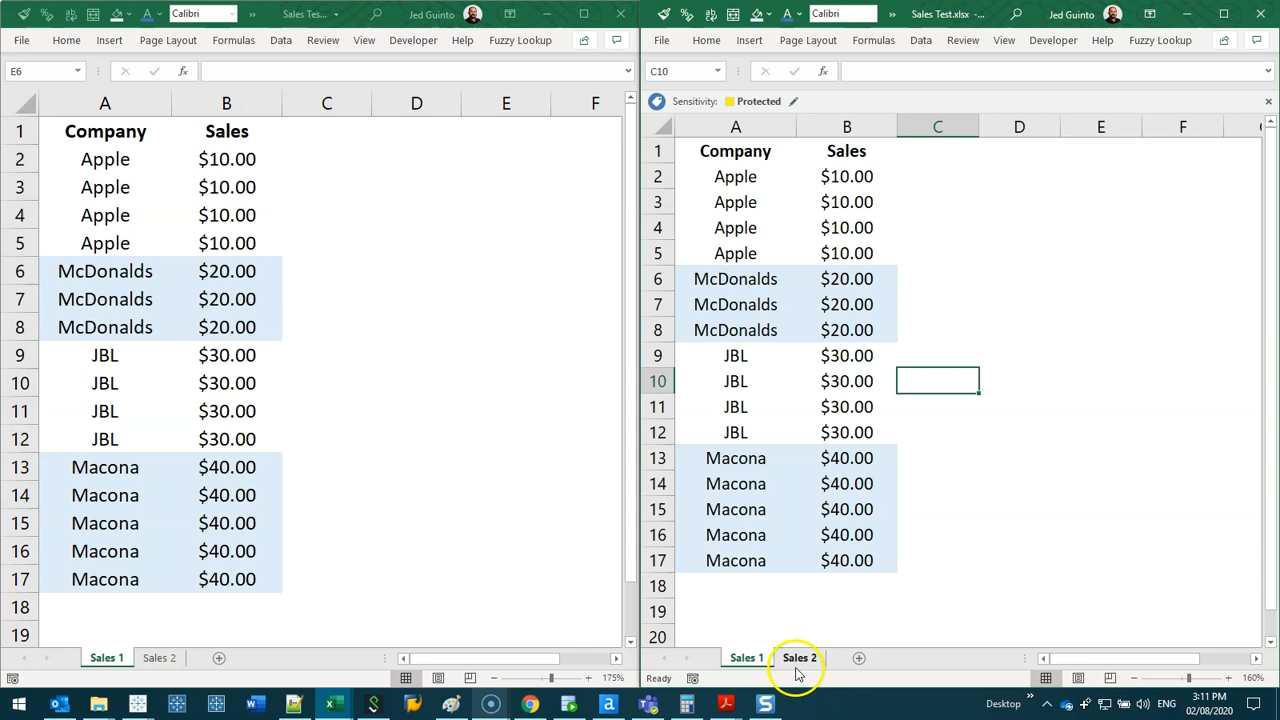 Calibri
Sales Tes...
Jed Guinto
File Home Insert Page Layout Formulas Data Review View Developer Help Fuzzy Lookup
E6
fx
A B C D E F
1 Company Sales
2 Apple $10.00
3 Apple $10.00
4 Apple $10.00
5 Apple $10.00
6 McDonalds $20.00
7 McDonalds $20.00
8 McDonalds $20.00
9 JBL $30.00
10 JBL $30.00
11 JBL $30.00
12 JBL $30.00
13 Macona $40.00
14 Macona $40.00
15 Macona $40.00
16 Macona $40.00
17 Macona $40.00
18
19
Sales 1 Sales 2
175%
Calibri
Sales Test.xlsx -...
Jed Guinto
File Home Insert Page Layout Formulas Data Review View Developer Help Fuzzy Lookup
C10
fx
Sensitivity: Protected
A B C D E F
1 Company Sales
2 Apple $10.00
3 Apple $10.00
4 Apple $10.00
5 Apple $10.00
6 McDonalds $20.00
7 McDonalds $20.00
8 McDonalds $20.00
9 JBL $30.00
10 JBL $30.00
11 JBL $30.00
12 JBL $30.00
13 Macona $40.00
14 Macona $40.00
15 Macona $40.00
16 Macona $40.00
17 Macona $40.00
18
19
20
Sales 1 Sales 2
Ready
160%
Desktop
ENG
3:11 PM
02/08/2020